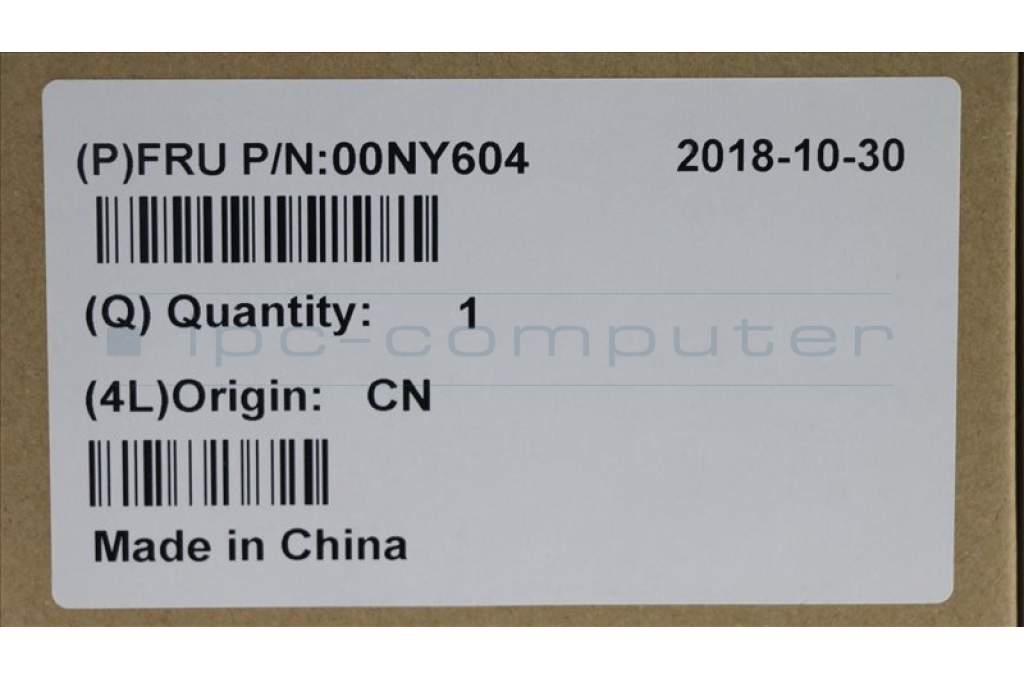 (P)FRU P/N:00NY604 2018-10-30
(Q) Quantity: 1
ipc-computer
(4L)Origin: CN
Made in China